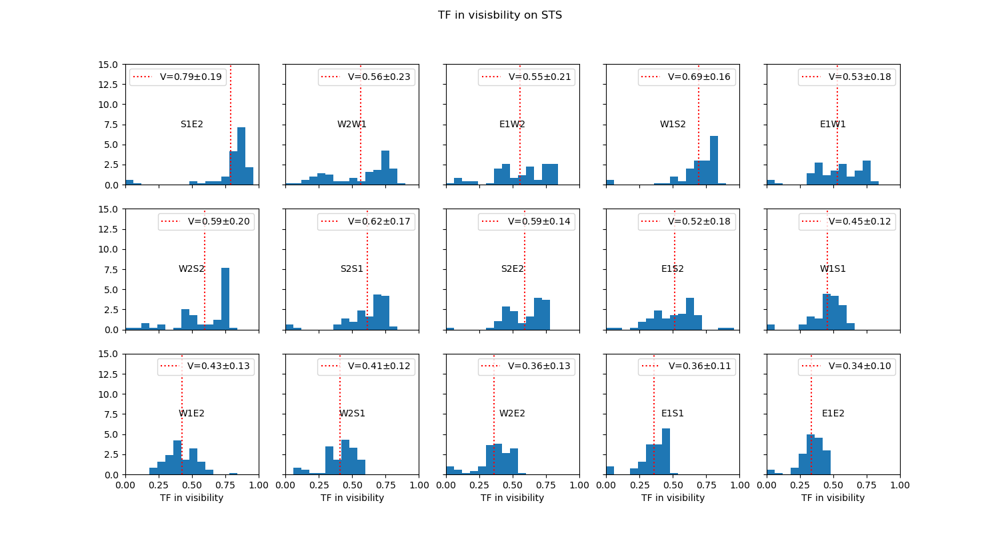 TF in visisbility on STS
15.0
12.5
10.0
7.5
5.0
2.5
0.0
V=0.79±0.19
S1E2
V=0.56±0.23
W2W1
V=0.55±0.21
E1W2
V=0.69±0.16
W1S2
V=0.53±0.18
E1W1
15.0
12.5
10.0
7.5
5.0
2.5
0.0
V=0.59±0.20
W2S2
V=0.62±0.17
S2S1
V=0.59±0.14
S2E2
V=0.52±0.18
E1S2
V=0.45±0.12
W1S1
15.0
12.5
10.0
7.5
5.0
2.5
0.0
V=0.43±0.13
W1E2
0.00 0.25 0.50 0.75 1.00
TF in visibility
V=0.41±0.12
W2S1
0.00 0.25 0.50 0.75 1.00
TF in visibility
V=0.36±0.13
W2E2
0.00 0.25 0.50 0.75 1.00
TF in visibility
V=0.36±0.11
E1S1
0.00 0.25 0.50 0.75 1.00
TF in visibility
V=0.34±0.10
E1E2
0.00 0.25 0.50 0.75 1.00
TF in visibility